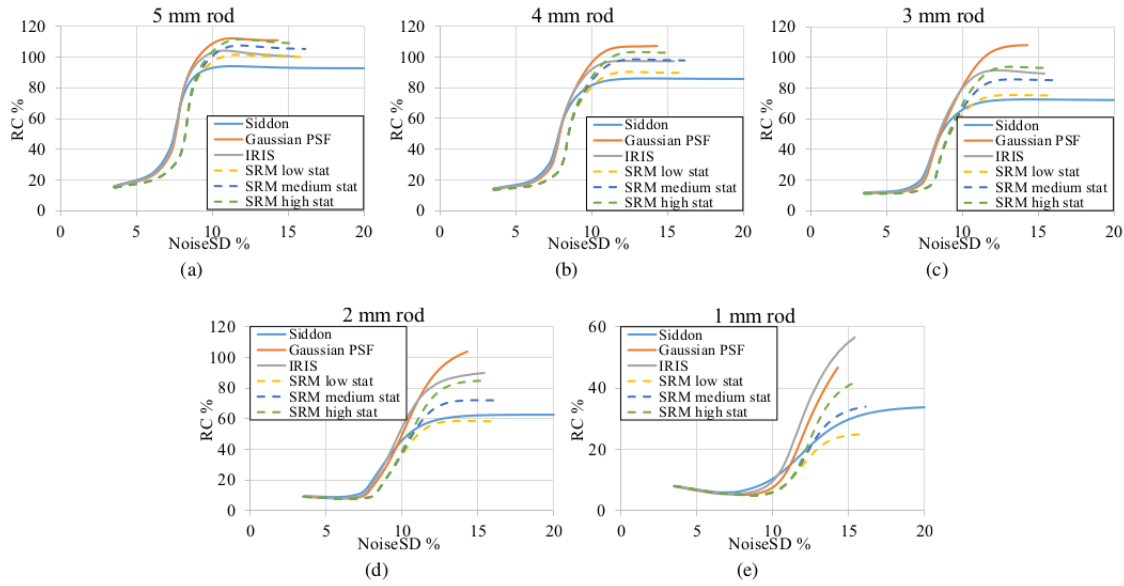 5 mm rod
120
100
80
60
40
20
0
RC %
Siddon
Gaussian PSF
IRIS
SRM low stat
SRM medium stat
SRM high stat
0 5 10 15 20
NoiseSD %
(a)
4 mm rod
120
100
80
60
40
20
0
RC %
Siddon
Gaussian PSF
IRIS
SRM low stat
SRM medium stat
SRM high stat
0 5 10 15 20
NoiseSD %
(b)
3 mm rod
120
100
80
60
40
20
0
RC %
Siddon
Gaussian PSF
IRIS
SRM low stat
SRM medium stat
SRM high stat
0 5 10 15 20
NoiseSD %
(c)
2 mm rod
120
100
80
60
40
20
0
RC %
Siddon
Gaussian PSF
IRIS
SRM low stat
SRM medium stat
SRM high stat
0 5 10 15 20
NoiseSD %
(d)
1 mm rod
60
40
20
0
RC %
Siddon
Gaussian PSF
IRIS
SRM low stat
SRM medium stat
SRM high stat
0 5 10 15 20
NoiseSD %
(e)